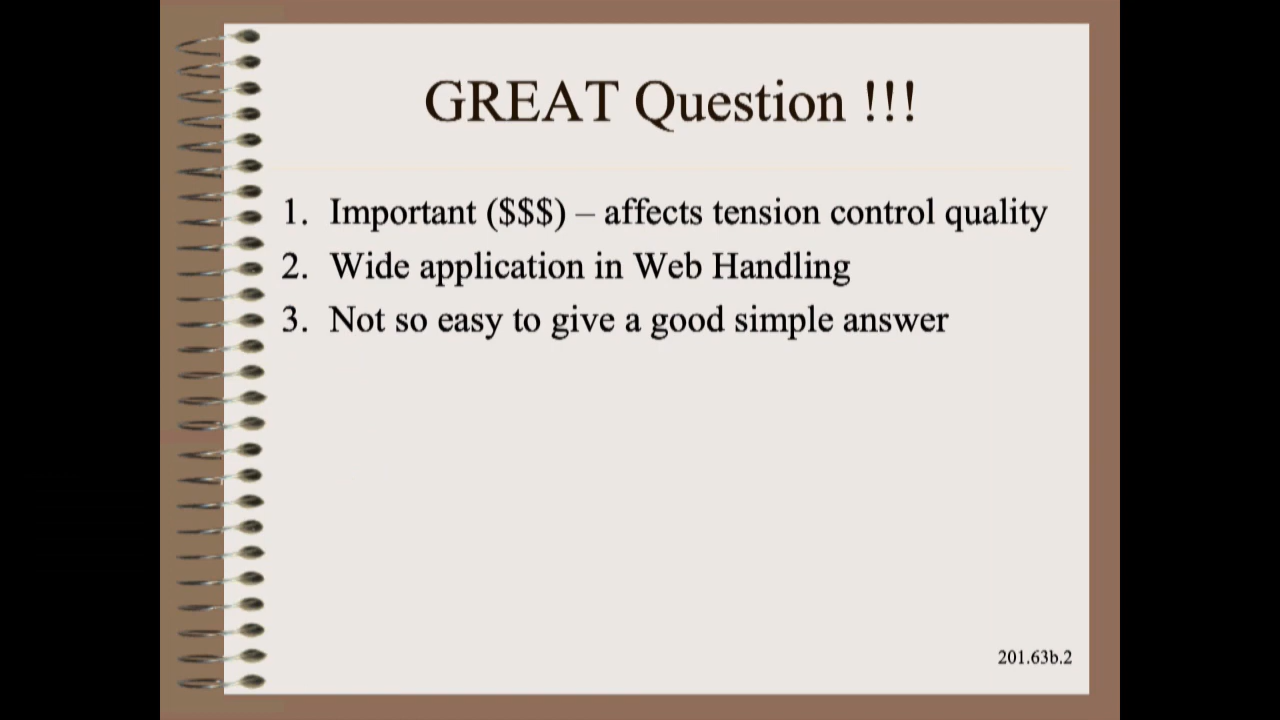 GREAT Question !!!
1. Important ($$$) – affects tension control quality
2. Wide application in Web Handling
3. Not so easy to give a good simple answer
201.63b.2